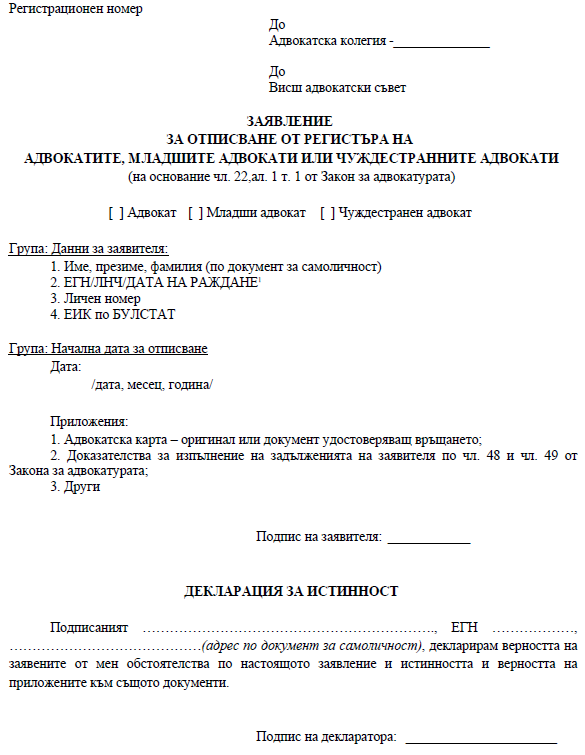 Регистрационен номер
До
Адвокатска колегия -______________
До
Висш адвокатски съвет
ЗАЯВЛЕНИЕ
ЗА ОТПИСВАНЕ ОТ РЕГИСТЪРА НА
АДВОКАТИТЕ, МЛАДШИТЕ АДВОКАТИ ИЛИ ЧУЖДЕСТРАННИТЕ АДВОКАТИ
(на основание чл. 22,ал. 1 т. 1 от Закон за адвокатурата)
[ ] Адвокат [ ] Младши адвокат [ ] Чуждестранен адвокат
Група: Данни за заявителя:
1. Име, презиме, фамилия (по документ за самоличност)
2. ЕГН/ЛНЧ/ДАТА НА РАЖДАНЕ¹
3. Личен номер
4. ЕИК по БУЛСТАТ
Група: Начална дата за отписване
Дата:
/дата, месец, година/
Приложения:
1. Адвокатска карта – оригинал или документ удостоверяващ връщането;
2. Доказателства за изпълнение на задълженията на заявителя по чл. 48 и чл. 49 от
Закона за адвокатурата;
3. Други
Подпис на заявителя: ____________
ДЕКЛАРАЦИЯ ЗА ИСТИННОСТ
Подписаният ………………………………………………………., ЕГН ………………,
……………………………………(адрес по документ за самоличност), декларирам верността на
заявените от мен обстоятелства по настоящото заявление и истинността и верността на
приложените към същото документи.
Подпис на декларатора: ______________________